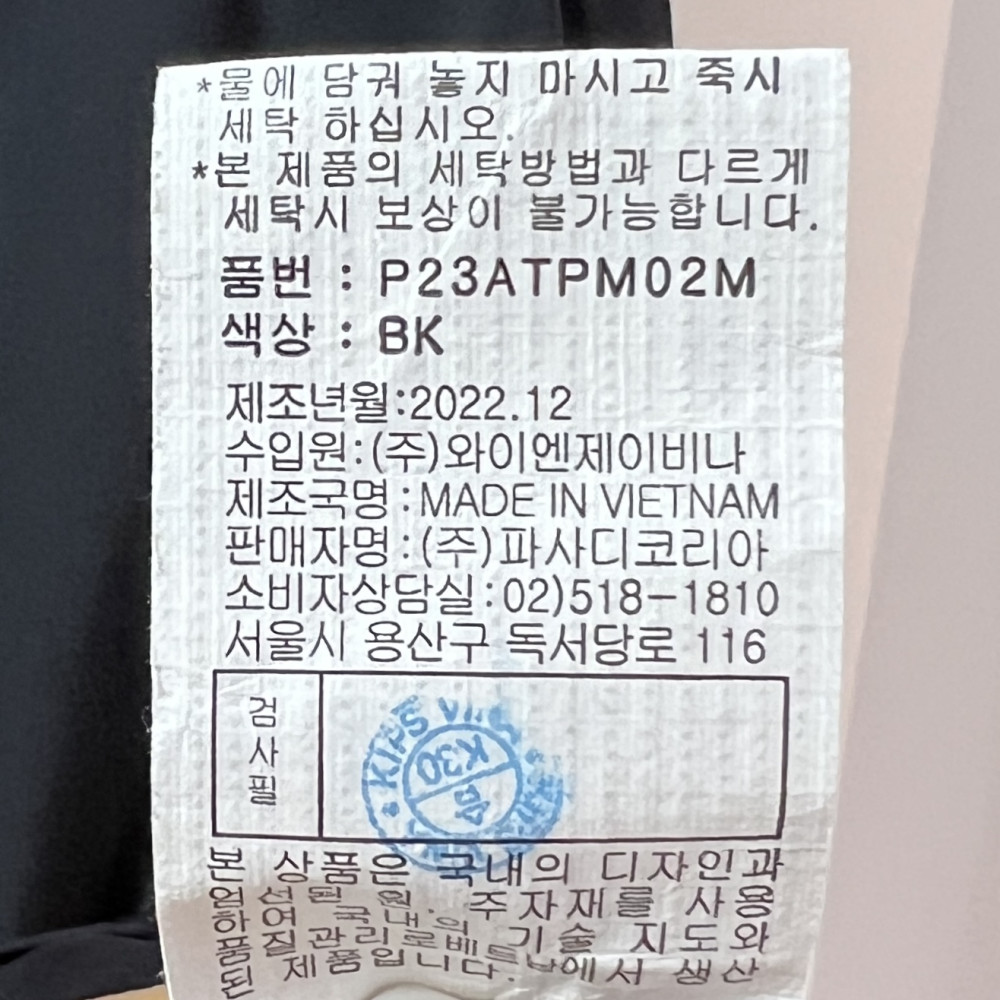 *물에 담궈 놓지 마시고 죽시
세탁 하십시오.
*본 제품의 세탁방법과 다르게
세탁시 보상이 불가능합니다.
품번 : P23ATPM02M
색상 : BK
제조년월:2022.12
수입원:(주)와이엔제이비나
제조국명:MADE IN VIETNAM
판매자명:(주)파사디코리아
소비자상담실:02)518-1810
서울시 용산구 독서당로 116
검사필
KIPS VINA
K30
합
본 상품은 국내의 디자인과
엄선된 원. 주자재를 사용
하여 국내의 기술 지도와
품질관리로베트남에서 생산
된 제품입니다.